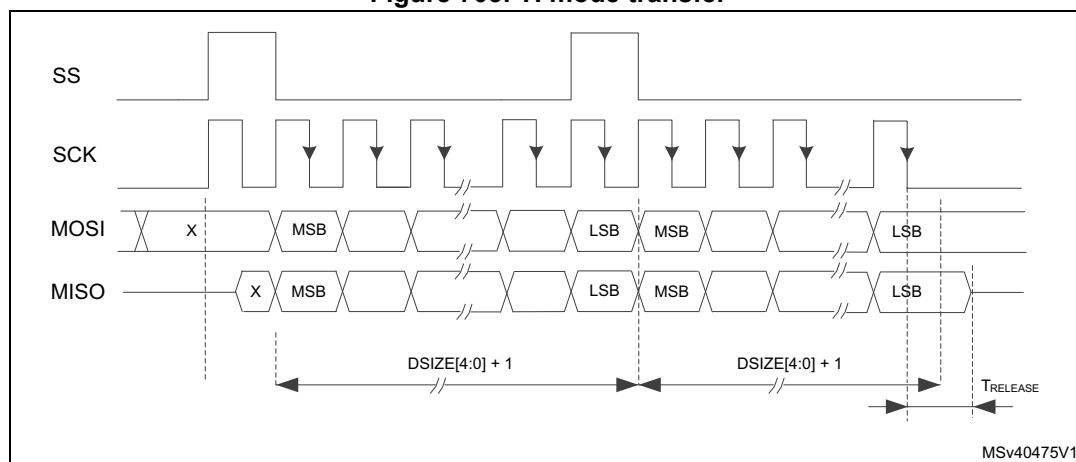 Figure TI mode transfer
SS
SCK
MOSI X MSB LSB MSB LSB
MISO X MSB LSB MSB LSB
DSIZE[4:0] + 1 DSIZE[4:0] + 1
TRELEASE
MSv40475V1